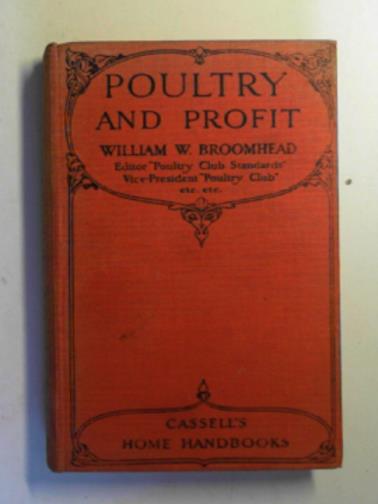 POULTRY
AND PROFIT
WILLIAM W. BROOMHEAD
Editor "Poultry Club Standards"
Vice-President "Poultry Club"
etc. etc.
CASSELL'S
HOME HANDBOOKS